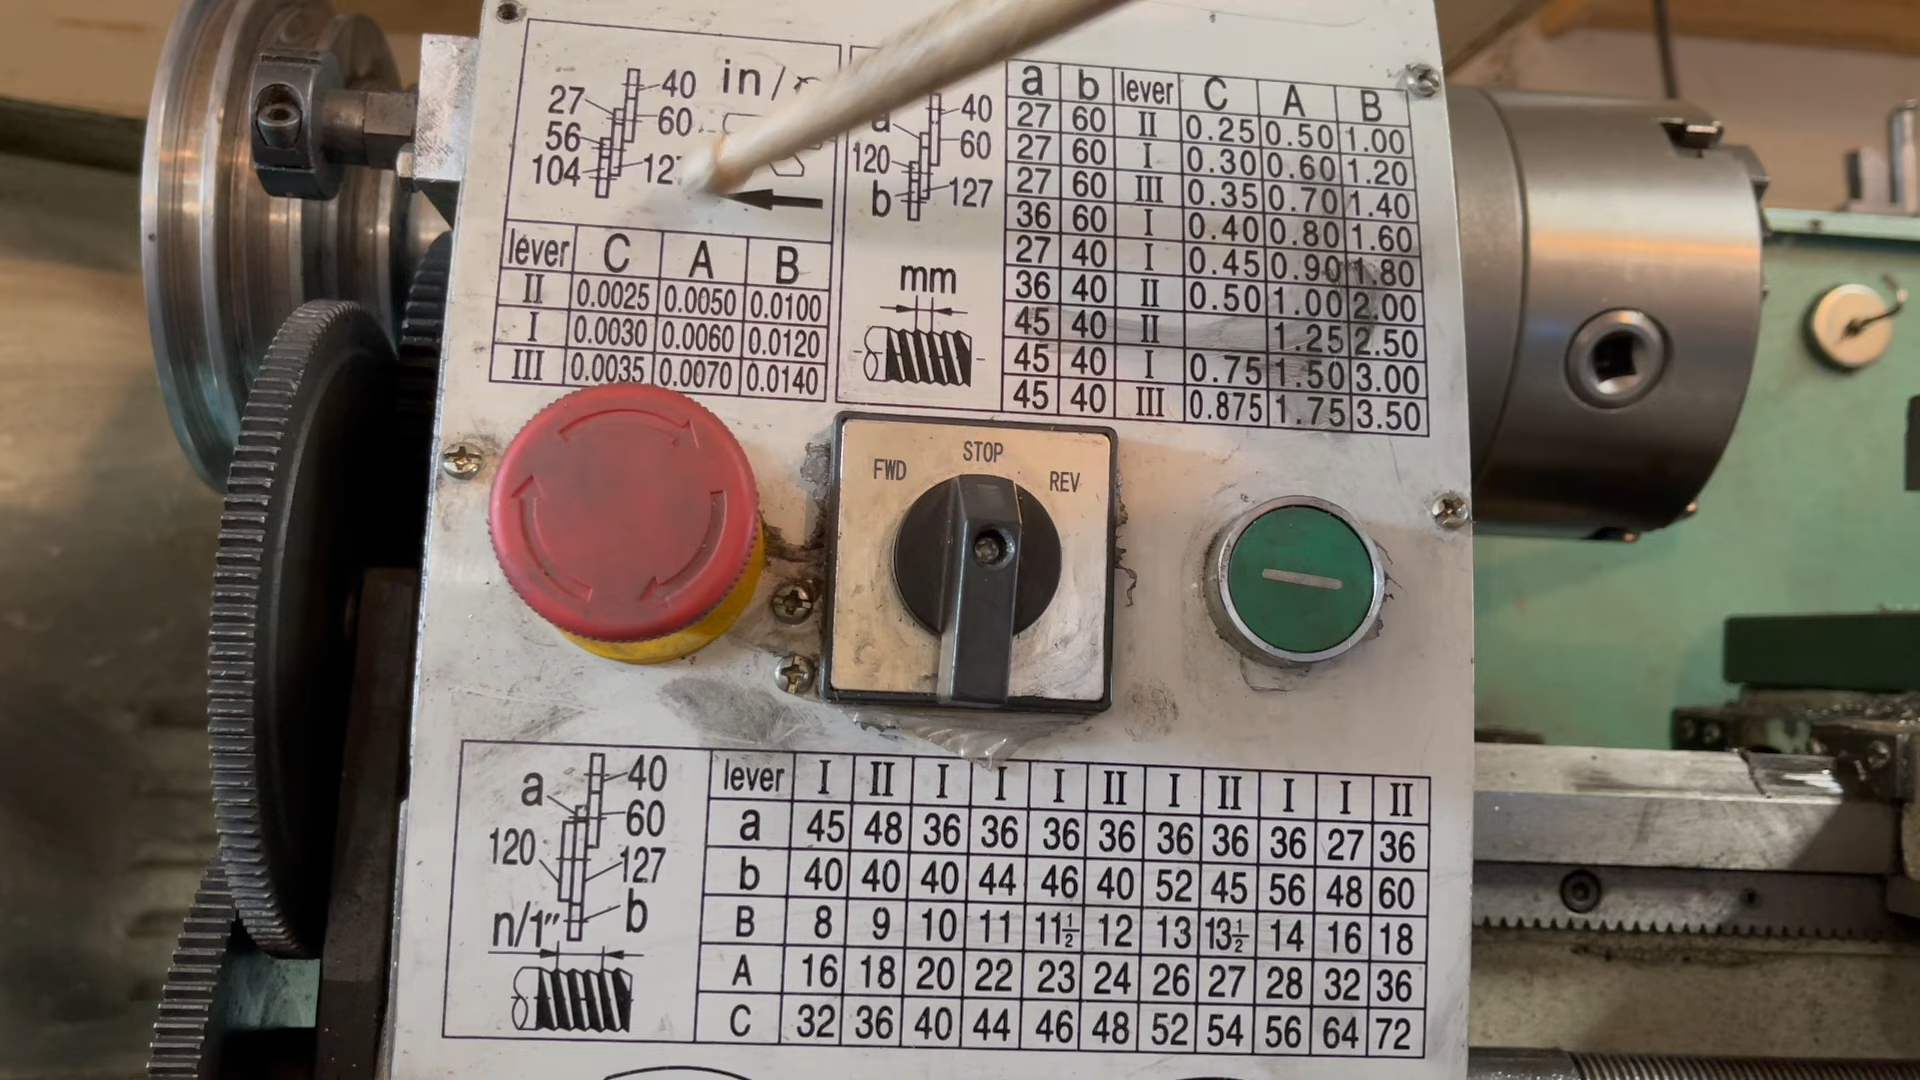 40
in/
27
60
56
104
127
lever C A B
II 0.0025 0.0050 0.0100
I 0.0030 0.0060 0.0120
III 0.0035 0.0070 0.0140
40
a
60
120
b
127
mm
a b lever C A B
27 60 II 0.25 0.50 1.00
27 60 I 0.30 0.60 1.20
27 60 III 0.35 0.70 1.40
36 60 I 0.40 0.80 1.60
27 40 I 0.45 0.90 1.80
36 40 II 0.50 1.00 2.00
45 40 II 1.25 2.50
45 40 I 0.75 1.50 3.00
45 40 III 0.875 1.75 3.50
FWD STOP REV
40
a
60
120
127
n/1" b
lever I II I I I II I II I I II
a 45 48 36 36 36 36 36 36 36 27 36
b 40 40 40 44 46 40 52 45 56 48 60
B 8 9 10 11 11½ 12 13 13½ 14 16 18
A 16 18 20 22 23 24 26 27 28 32 36
C 32 36 40 44 46 48 52 54 56 64 72